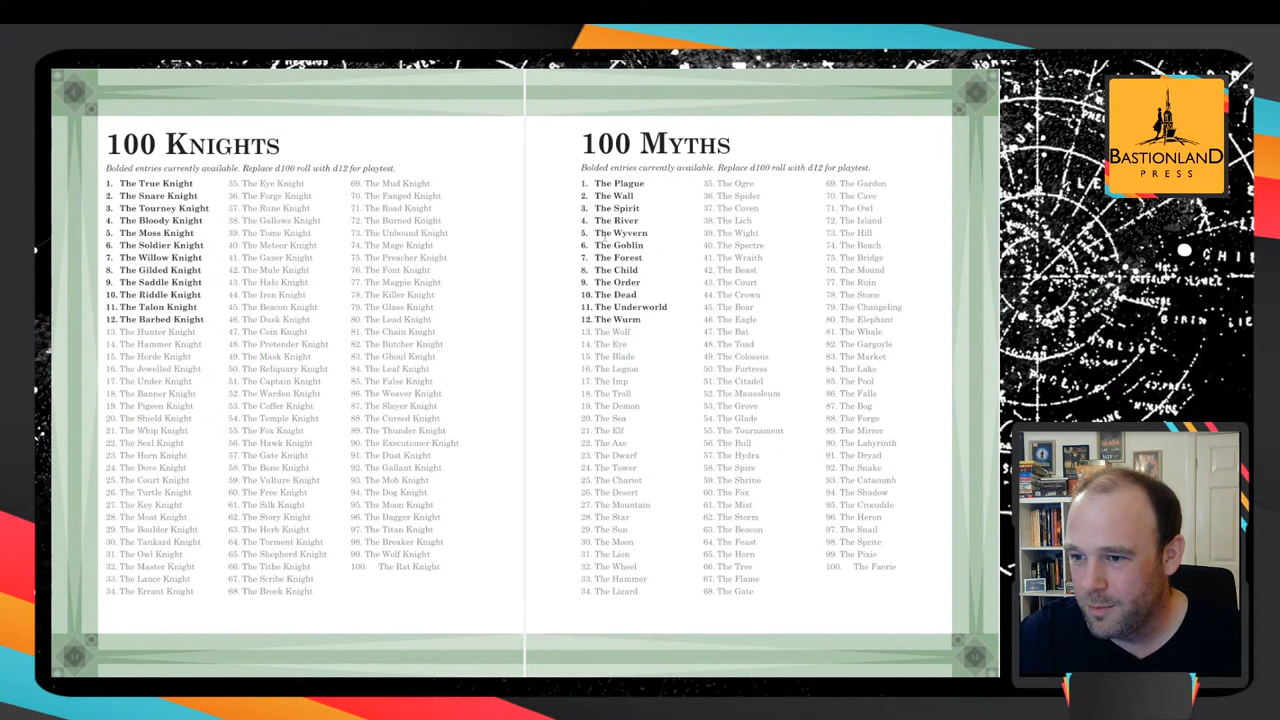 100 Knights
Bolded entries currently available. Replace d100 roll with d12 for playtest.
1. The True Knight
2. The Snare Knight
3. The Tourney Knight
4. The Bloody Knight
5. The Moss Knight
6. The Soldier Knight
7. The Willow Knight
8. The Gilded Knight
9. The Saddle Knight
10. The Riddle Knight
11. The Talon Knight
12. The Barbed Knight
13. The Hunter Knight
14. The Hammer Knight
15. The Horde Knight
16. The Jewelled Knight
17. The Under Knight
18. The Banner Knight
19. The Pigeon Knight
20. The Shield Knight
21. The Whip Knight
22. The Seal Knight
23. The Horn Knight
24. The Dove Knight
25. The Court Knight
26. The Turtle Knight
27. The Key Knight
28. The Moat Knight
29. The Boulder Knight
30. The Tankard Knight
31. The Owl Knight
32. The Master Knight
33. The Lance Knight
34. The Errant Knight
35. The Eye Knight
36. The Forge Knight
37. The Rune Knight
38. The Gallows Knight
39. The Tome Knight
40. The Meteor Knight
41. The Gazer Knight
42. The Mule Knight
43. The Halo Knight
44. The Iron Knight
45. The Beacon Knight
46. The Dusk Knight
47. The Coin Knight
48. The Pretender Knight
49. The Mask Knight
50. The Reliquary Knight
51. The Captain Knight
52. The Warden Knight
53. The Coffer Knight
54. The Temple Knight
55. The Fox Knight
56. The Hawk Knight
57. The Gate Knight
58. The Bone Knight
59. The Vulture Knight
60. The Free Knight
61. The Silk Knight
62. The Story Knight
63. The Herb Knight
64. The Torment Knight
65. The Shepherd Knight
66. The Tithe Knight
67. The Scribe Knight
68. The Brook Knight
69. The Mud Knight
70. The Fanged Knight
71. The Road Knight
72. The Burned Knight
73. The Unbound Knight
74. The Mage Knight
75. The Preacher Knight
76. The Font Knight
77. The Magpie Knight
78. The Killer Knight
79. The Glass Knight
80. The Lead Knight
81. The Chain Knight
82. The Butcher Knight
83. The Ghoul Knight
84. The Leaf Knight
85. The False Knight
86. The Weaver Knight
87. The Slayer Knight
88. The Cursed Knight
89. The Thunder Knight
90. The Executioner Knight
91. The Dust Knight
92. The Gallant Knight
93. The Mob Knight
94. The Dog Knight
95. The Moon Knight
96. The Dagger Knight
97. The Titan Knight
98. The Breaker Knight
99. The Wolf Knight
100. The Rat Knight
100 Myths
Bolded entries currently available. Replace d100 roll with d12 for playtest.
1. The Plague
2. The Wall
3. The Spirit
4. The River
5. The Wyvern
6. The Goblin
7. The Forest
8. The Child
9. The Order
10. The Dead
11. The Underworld
12. The Wurm
13. The Wolf
14. The Eye
15. The Blade
16. The Legion
17. The Imp
18. The Troll
19. The Demon
20. The Sea
21. The Elf
22. The Axe
23. The Dwarf
24. The Tower
25. The Chariot
26. The Desert
27. The Mountain
28. The Star
29. The Sun
30. The Moon
31. The Lion
32. The Wheel
33. The Hammer
34. The Lizard
35. The Ogre
36. The Spider
37. The Coven
38. The Lich
39. The Wight
40. The Spectre
41. The Wraith
42. The Beast
43. The Court
44. The Crown
45. The Boar
46. The Eagle
47. The Bat
48. The Toad
49. The Colossus
50. The Fortress
51. The Citadel
52. The Mausoleum
53. The Grove
54. The Glade
55. The Tournament
56. The Bull
57. The Hydra
58. The Spire
59. The Shrine
60. The Fox
61. The Mist
62. The Storm
63. The Beacon
64. The Feast
65. The Horn
66. The Tree
67. The Flame
68. The Gate
69. The Garden
70. The Cave
71. The Owl
72. The Island
73. The Hill
74. The Beach
75. The Bridge
76. The Mound
77. The Ruin
78. The Stone
79. The Changeling
80. The Elephant
81. The Whale
82. The Gargoyle
83. The Market
84. The Lake
85. The Pool
86. The Falls
87. The Bog
88. The Forge
89. The Mirror
90. The Labyrinth
91. The Dryad
92. The Snake
93. The Catacomb
94. The Shadow
95. The Crocodile
96. The Heron
97. The Snail
98. The Sprite
99. The Pixie
100. The Faerie
BASTIONLAND
PRESS